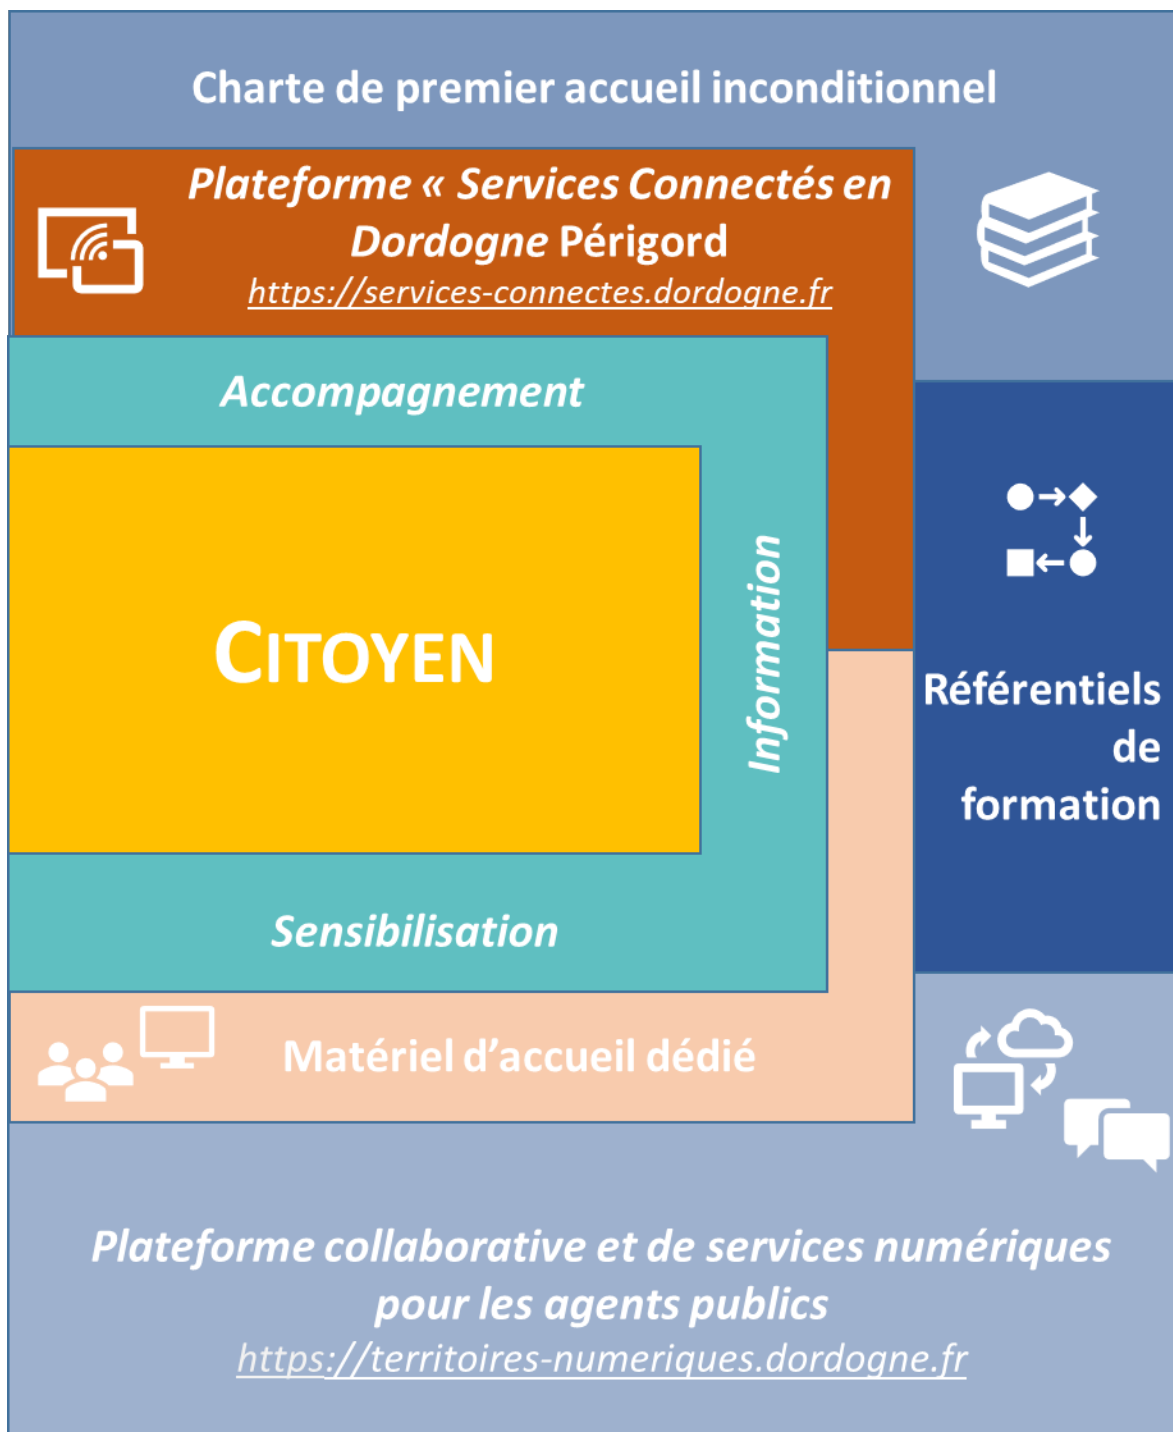 Charte de premier accueil inconditionnel
Plateforme « Services Connectés en
Dordogne Périgord
https://services-connectes.dordogne.fr
Accompagnement
CITOYEN
Information
Référentiels
de
formation
Sensibilisation
Matériel d’accueil dédié
Plateforme collaborative et de services numériques
pour les agents publics
https://territoires-numeriques.dordogne.fr